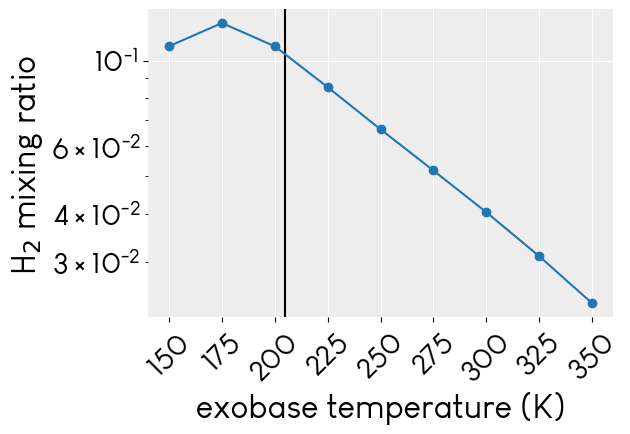 H₂ mixing ratio
10⁻¹
6 × 10⁻²
4 × 10⁻²
3 × 10⁻²
150 175 200 225 250 275 300 325 350
exobase temperature (K)